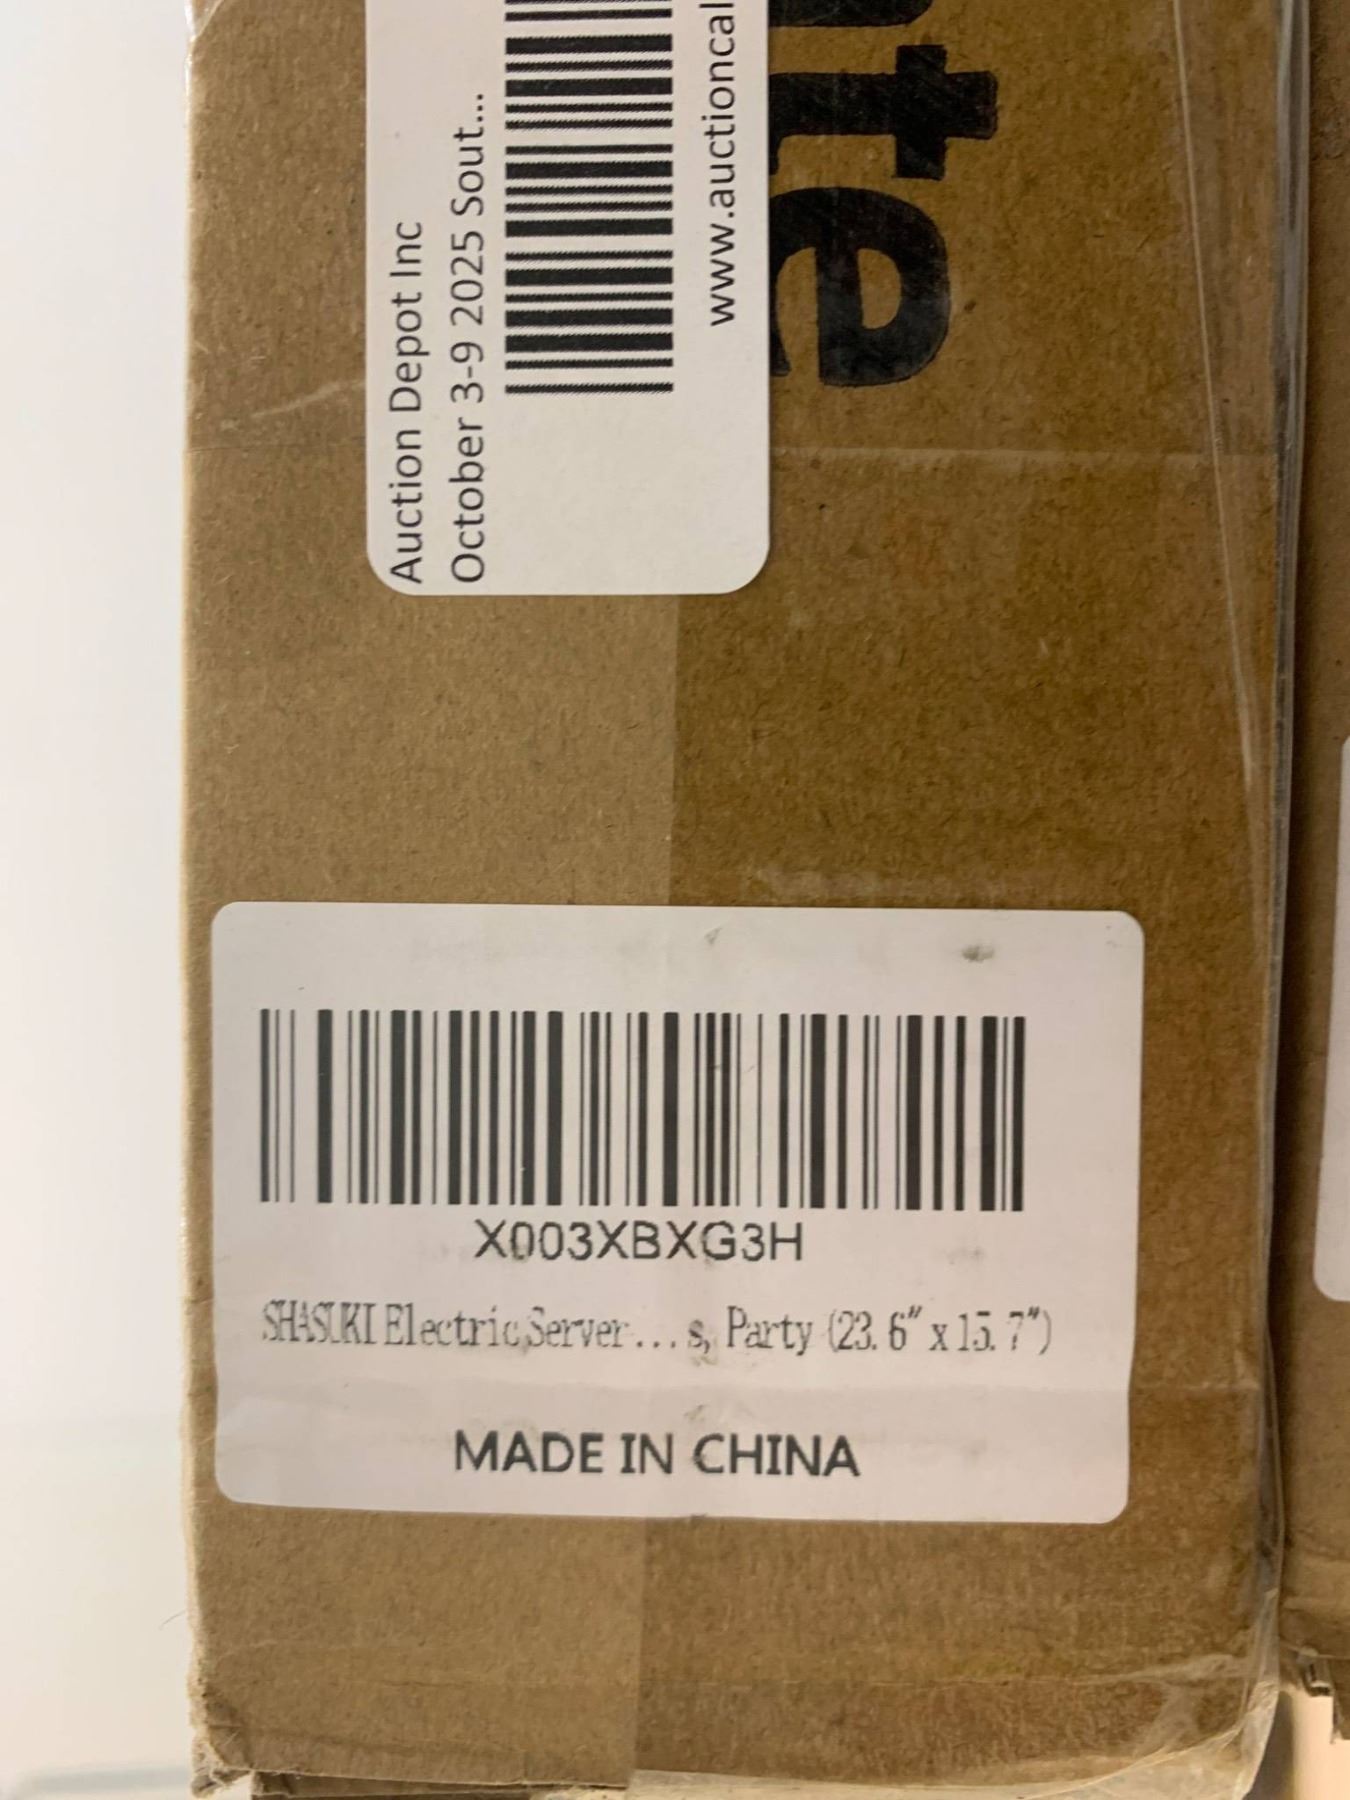 nte
Auction Depot Inc
October 3-9 2025 Sout...
www.auctioncal
X003XBXG3H
SHASUKI Electric Server...s, Party (23.6" x 15.7")
MADE IN CHINA